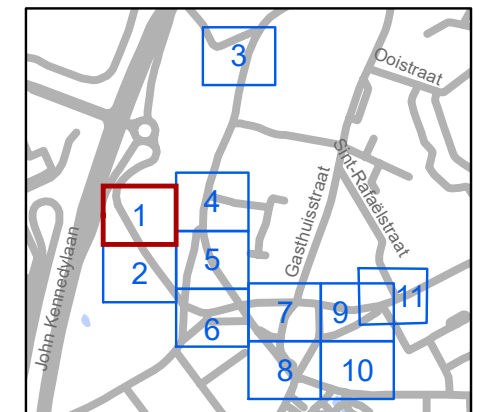 3
Ooistraat
Sint-Rafaëlstraat
Gasthuisstraat
John Kennedylaan
1
4
2
5
6
7
9
11
8
10